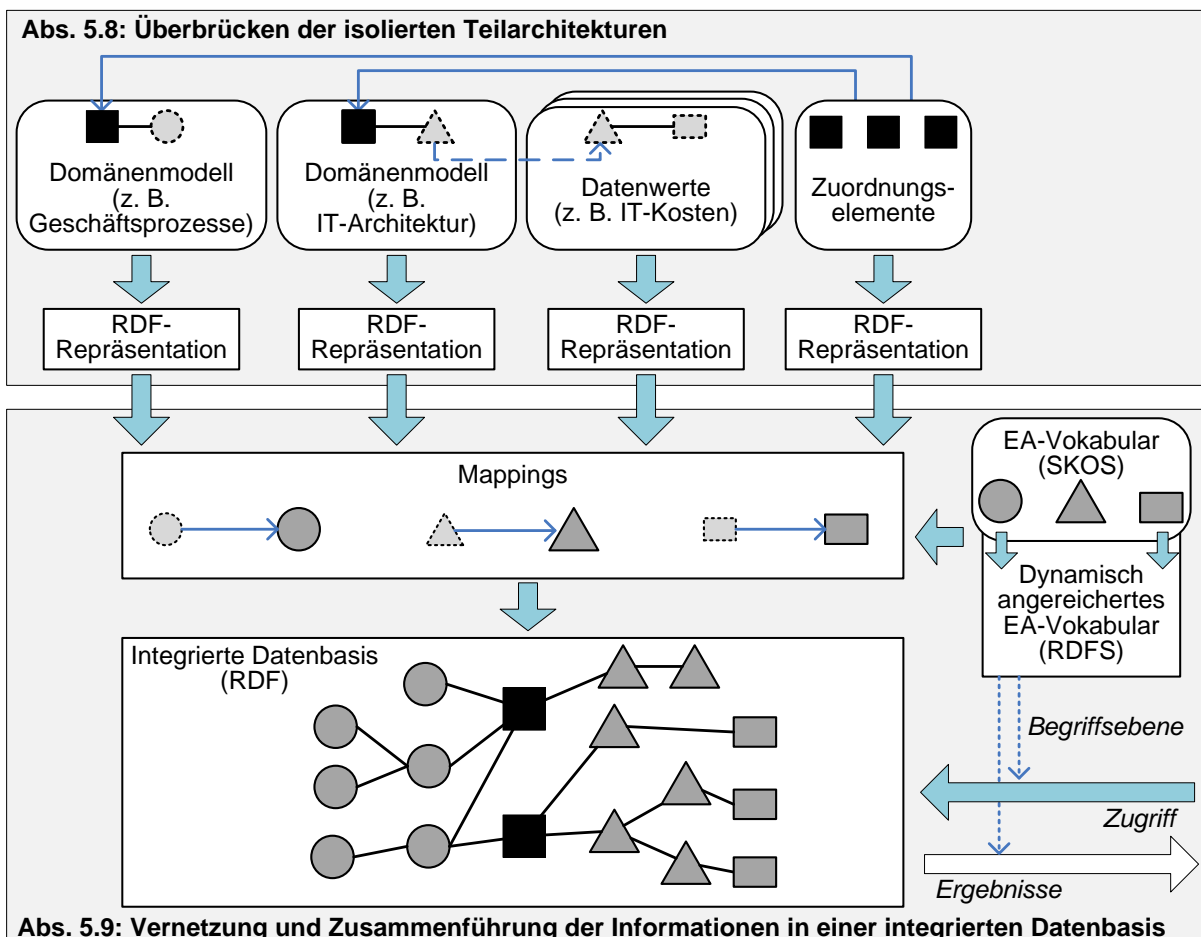 Abs. 5.8: Überbrücken der isolierten Teilarchitekturen
Domänenmodell
(z. B.
Geschäftsprozesse)
Domänenmodell
(z. B.
IT-Architektur)
Datenwerte
(z. B. IT-Kosten)
Zuordnungs-
elemente
RDF-
Repräsentation
RDF-
Repräsentation
RDF-
Repräsentation
RDF-
Repräsentation
Mappings
EA-Vokabular
(SKOS)
Dynamisch
angereichertes
EA-Vokabular
(RDFS)
Integrierte Datenbasis
(RDF)
Begriffsebene
Zugriff
Ergebnisse
Abs. 5.9: Vernetzung und Zusammenführung der Informationen in einer integrierten Datenbasis